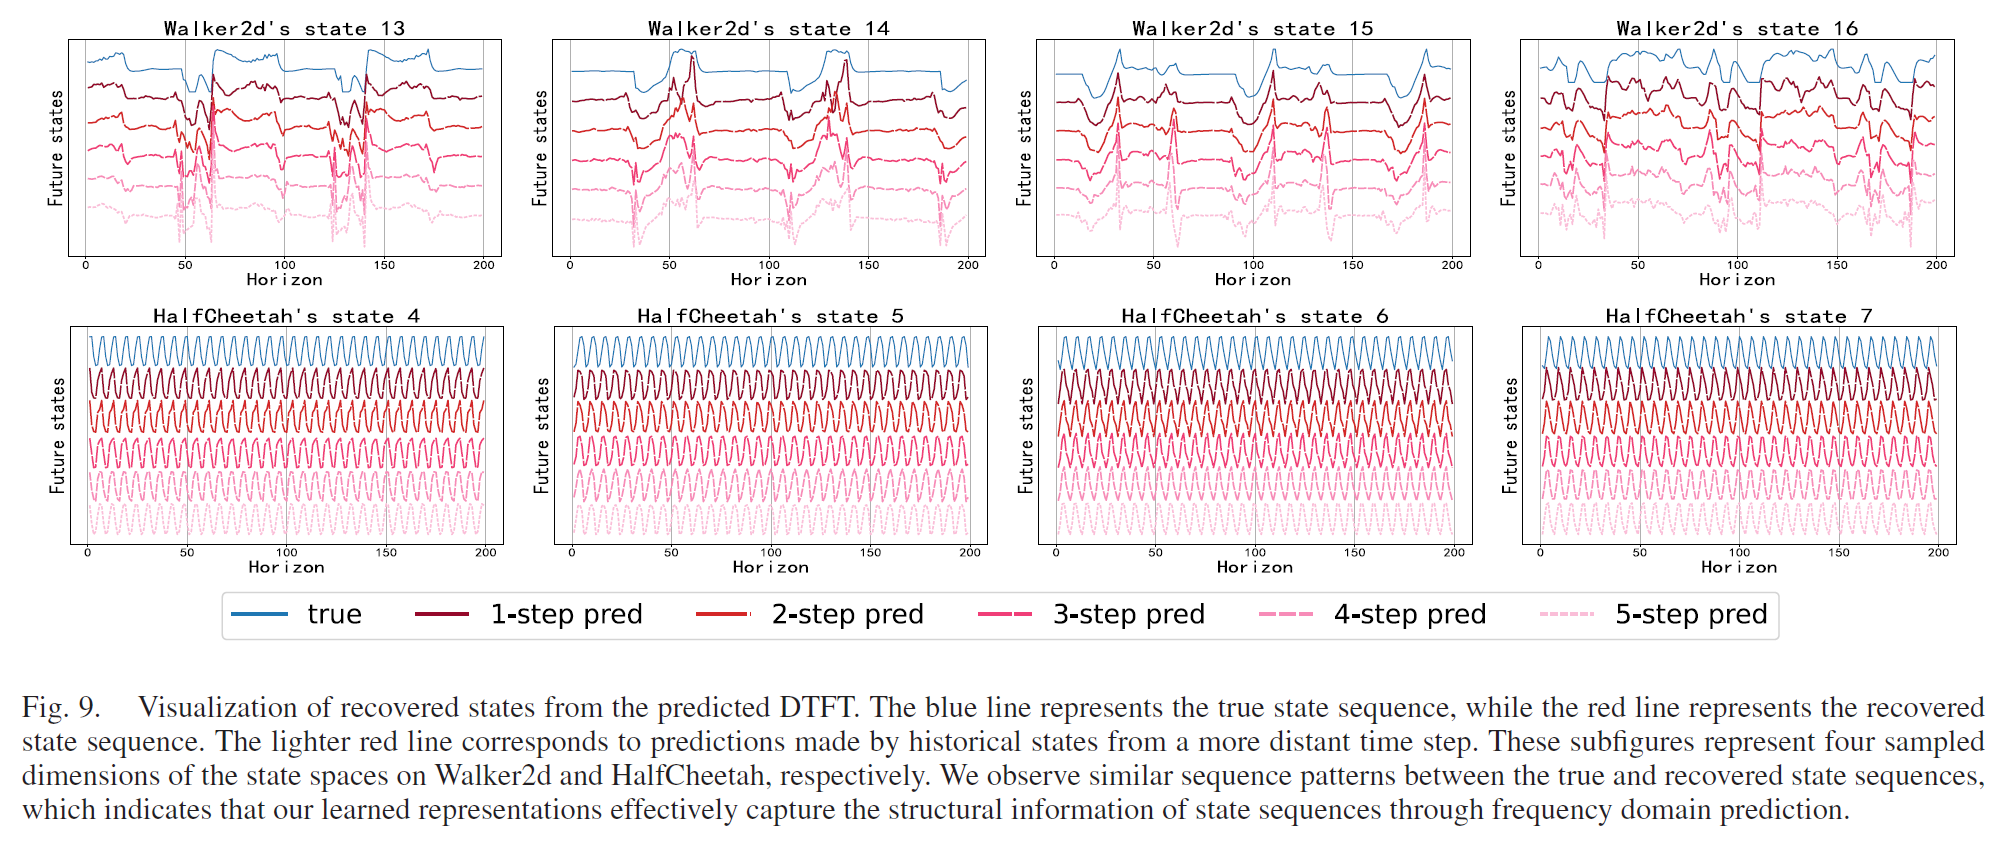 Walker2d's state 13
Walker2d's state 14
Walker2d's state 15
Walker2d's state 16
Future states
Future states
Future states
Future states
0 50 100 150 200
0 50 100 150 200
0 50 100 150 200
0 50 100 150 200
Horizon
Horizon
Horizon
Horizon
HalfCheetah's state 4
HalfCheetah's state 5
HalfCheetah's state 6
HalfCheetah's state 7
Future states
Future states
Future states
Future states
0 50 100 150 200
0 50 100 150 200
0 50 100 150 200
0 50 100 150 200
Horizon
Horizon
Horizon
Horizon
true 1-step pred 2-step pred 3-step pred 4-step pred 5-step pred
Fig. 9. Visualization of recovered states from the predicted DTFT. The blue line represents the true state sequence, while the red line represents the recovered
state sequence. The lighter red line corresponds to predictions made by historical states from a more distant time step. These subfigures represent four sampled
dimensions of the state spaces on Walker2d and HalfCheetah, respectively. We observe similar sequence patterns between the true and recovered state sequences,
which indicates that our learned representations effectively capture the structural information of state sequences through frequency domain prediction.